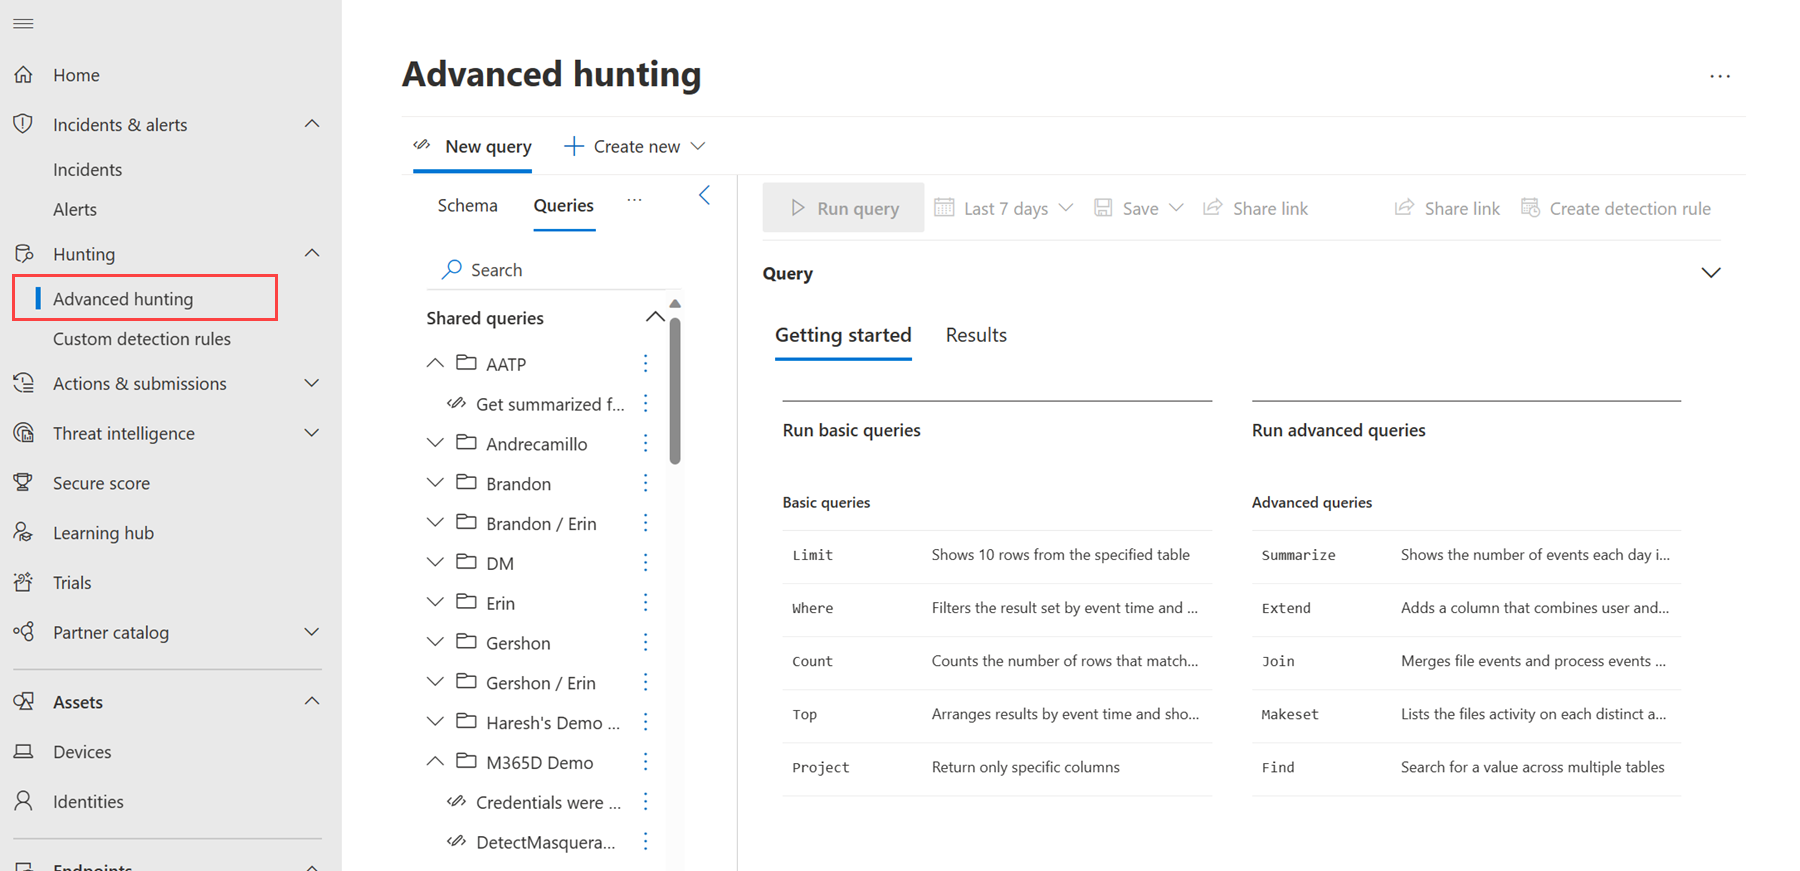 Home
Incidents & alerts
Incidents
Alerts
Hunting
Advanced hunting
Custom detection rules
Actions & submissions
Threat intelligence
Secure score
Learning hub
Trials
Partner catalog
Assets
Devices
Identities
Endpoints
Advanced hunting
New query
Create new
Schema
Queries
Search
Shared queries
AATP
Get summarized f...
Andrecamillo
Brandon
Brandon / Erin
DM
Erin
Gershon
Gershon / Erin
Haresh's Demo ...
M365D Demo
Credentials were ...
DetectMasquera...
Run query
Last 7 days
Save
Share link
Share link
Create detection rule
Query
Getting started
Results
Run basic queries
Basic queries
Limit Shows 10 rows from the specified table
Where Filters the result set by event time and ...
Count Counts the number of rows that match...
Top Arranges results by event time and sho...
Project Return only specific columns
Run advanced queries
Advanced queries
Summarize Shows the number of events each day i...
Extend Adds a column that combines user and...
Join Merges file events and process events ...
Makeset Lists the files activity on each distinct a...
Find Search for a value across multiple tables